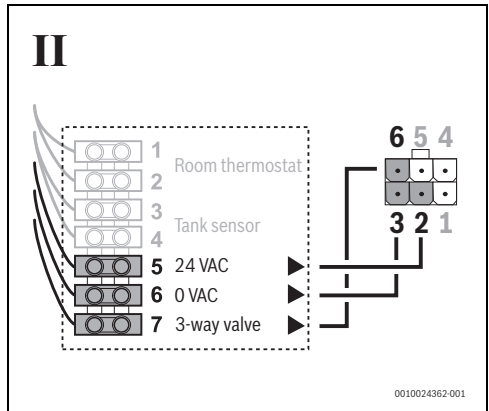 II
1
Room thermostat
2
3
Tank sensor
4
5 24 VAC
6 0 VAC
7 3-way valve
6 5 4
3 2 1
0010024362-001